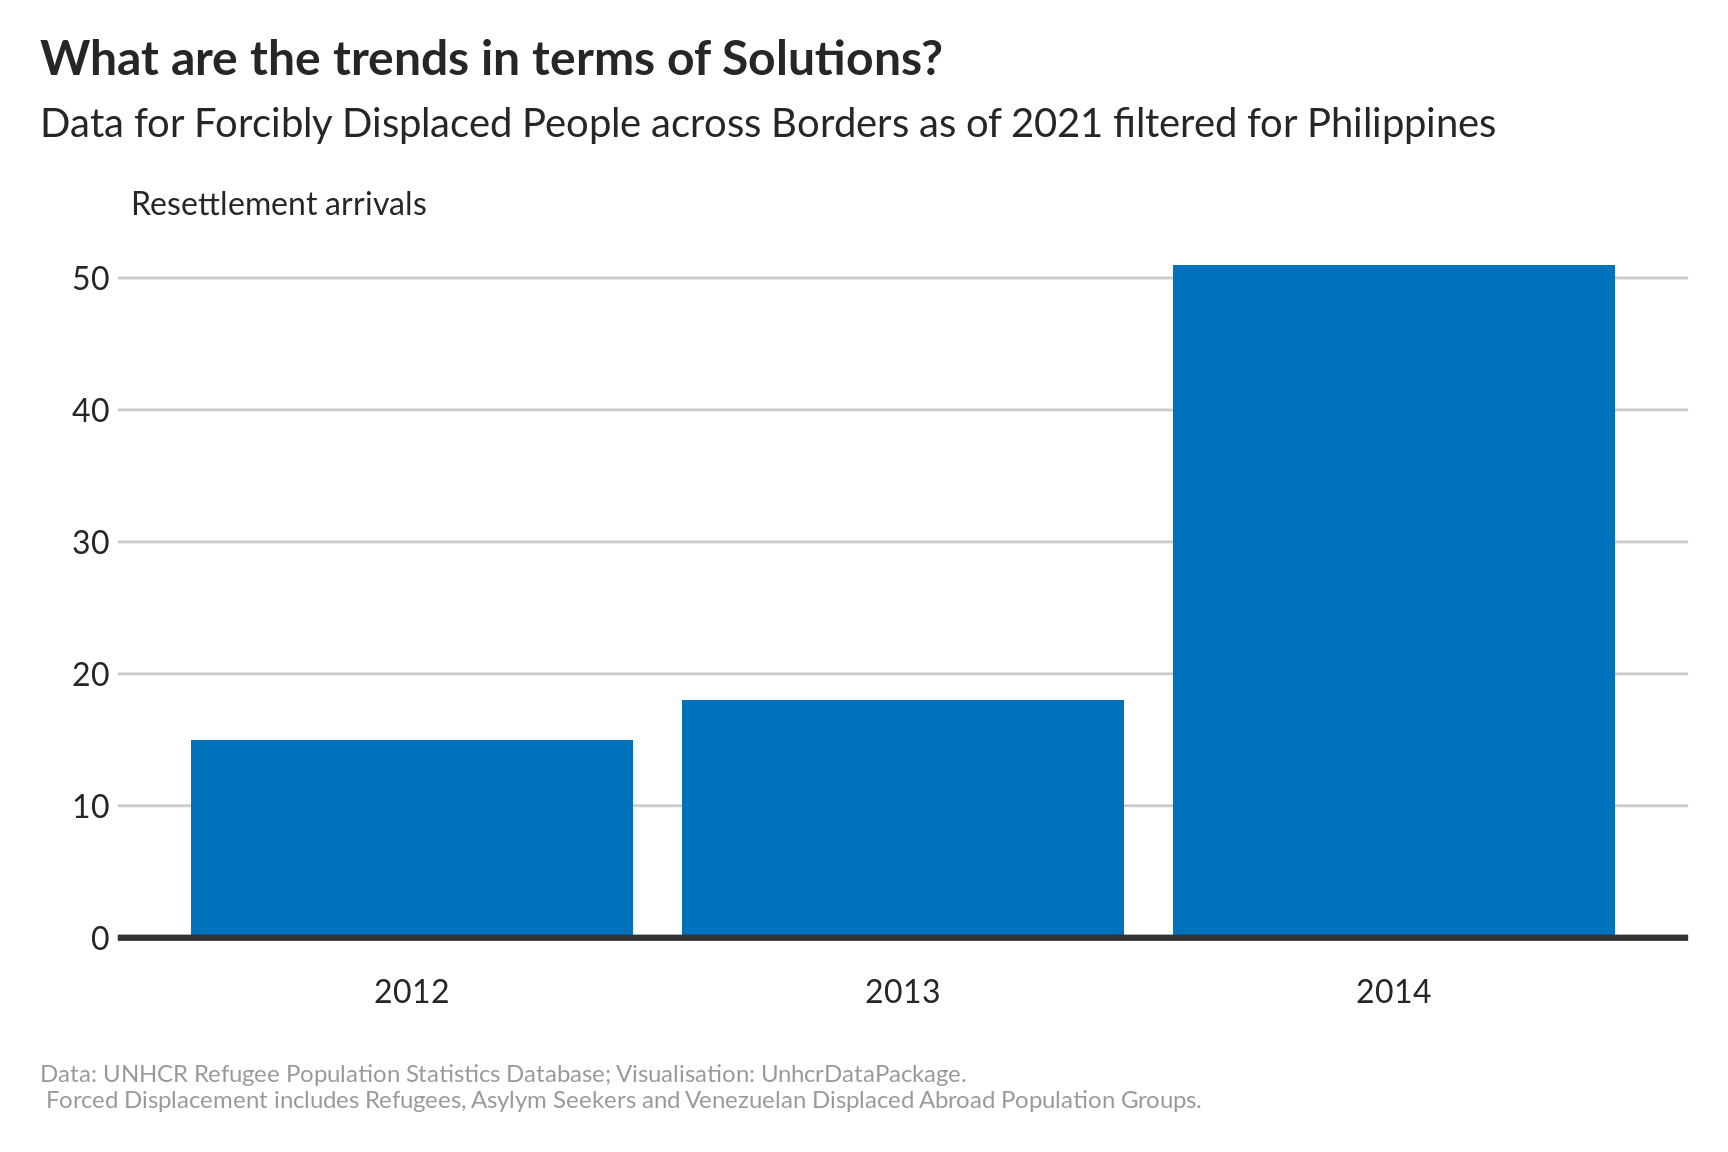 What are the trends in terms of Solutions?
Data for Forcibly Displaced People across Borders as of 2021 filtered for Philippines
Resettlement arrivals
50
40
30
20
10
0
2012 2013 2014
Data: UNHCR Refugee Population Statistics Database; Visualisation: UnhcrDataPackage.
Forced Displacement includes Refugees, Asylym Seekers and Venezuelan Displaced Abroad Population Groups.